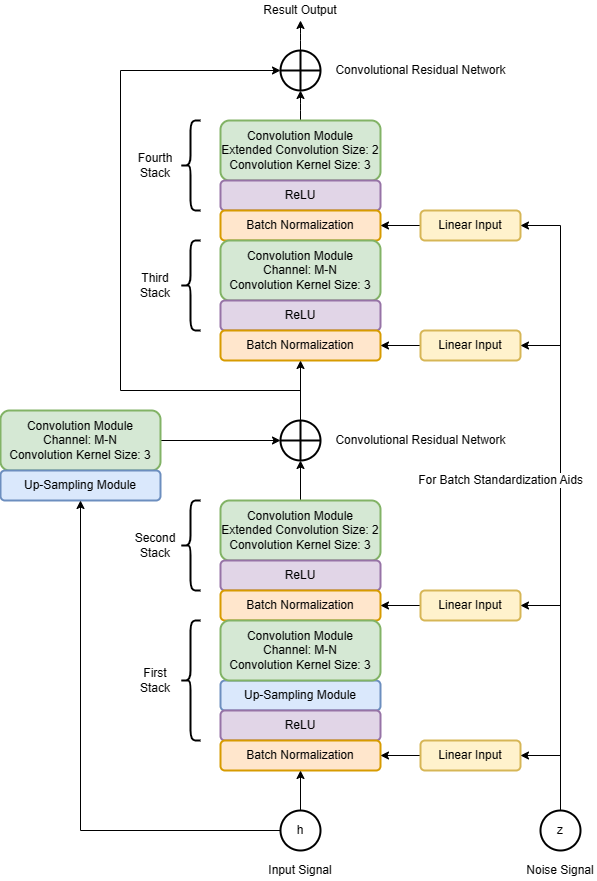 Result Output
Convolutional Residual Network
Fourth
Stack
Convolution Module
Extended Convolution Size: 2
Convolution Kernel Size: 3
ReLU
Batch Normalization
Linear Input
Third
Stack
Convolution Module
Channel: M-N
Convolution Kernel Size: 3
ReLU
Batch Normalization
Linear Input
Convolution Module
Channel: M-N
Convolution Kernel Size: 3
Up-Sampling Module
Convolutional Residual Network
For Batch Standardization Aids
Second
Stack
Convolution Module
Extended Convolution Size: 2
Convolution Kernel Size: 3
ReLU
Batch Normalization
Linear Input
First
Stack
Convolution Module
Channel: M-N
Convolution Kernel Size: 3
Up-Sampling Module
ReLU
Batch Normalization
Linear Input
h
z
Input Signal
Noise Signal